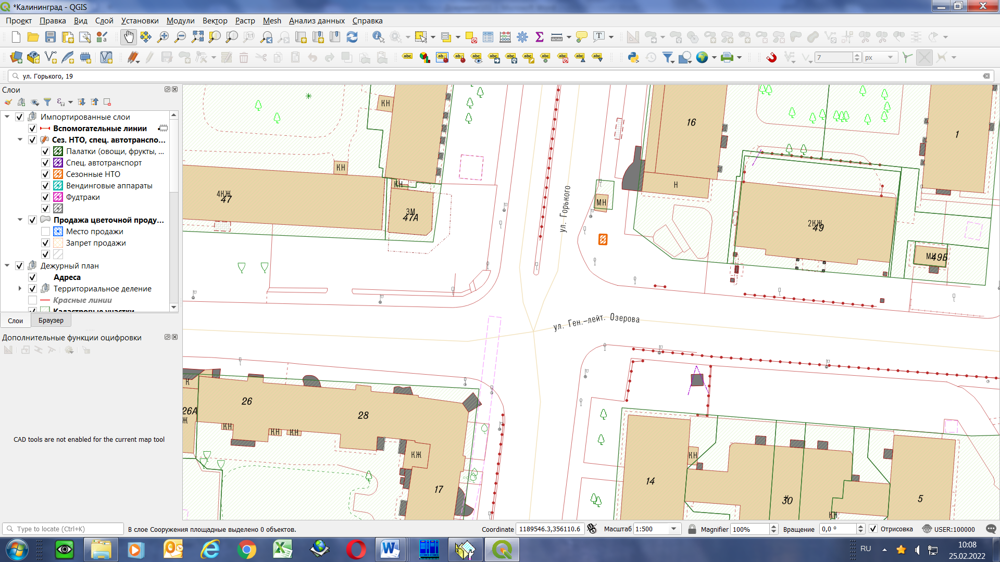 *Калининград - QGIS
Проект Правка Вид Слой Установки Модули Вектор Растр Mesh Анализ данных Справка
7 px
ул. Горького, 19
Слои
Импортированные слои
Вспомогательные линии
Сез. НТО, спец. автотранспо...
Палатки (овощи, фрукты, ...
Спец. автотранспорт
Сезонные НТО
Вендинговые аппараты
Фудтраки
Продажа цветочной проду...
Место продажи
Запрет продажи
Дежурный план
Адреса
Территориальное деление
Красные линии
Кадастровые участки
Слои Браузер
Дополнительные функции оцифровки
CAD tools are not enabled for the current map tool
КН
16
1
КН
4КЖ
47
КН
3М
47А
Н
МН
ул. Горького
2КЖ
49
МН
49Б
ул. Ген.-лейт. Озерова
К
26
28
26А
Ж
КН
КН
КН
КЖ
17
КН
14
30
5
КН
Type to locate (Ctrl+K)
В слое Сооружения площадные выделено 0 объектов.
Coordinate 1189546.3,356110.6
Масштаб 1:500
Magnifier 100%
Вращение 0,0 °
Отрисовка
USER:100000
RU
10:08
25.02.2022